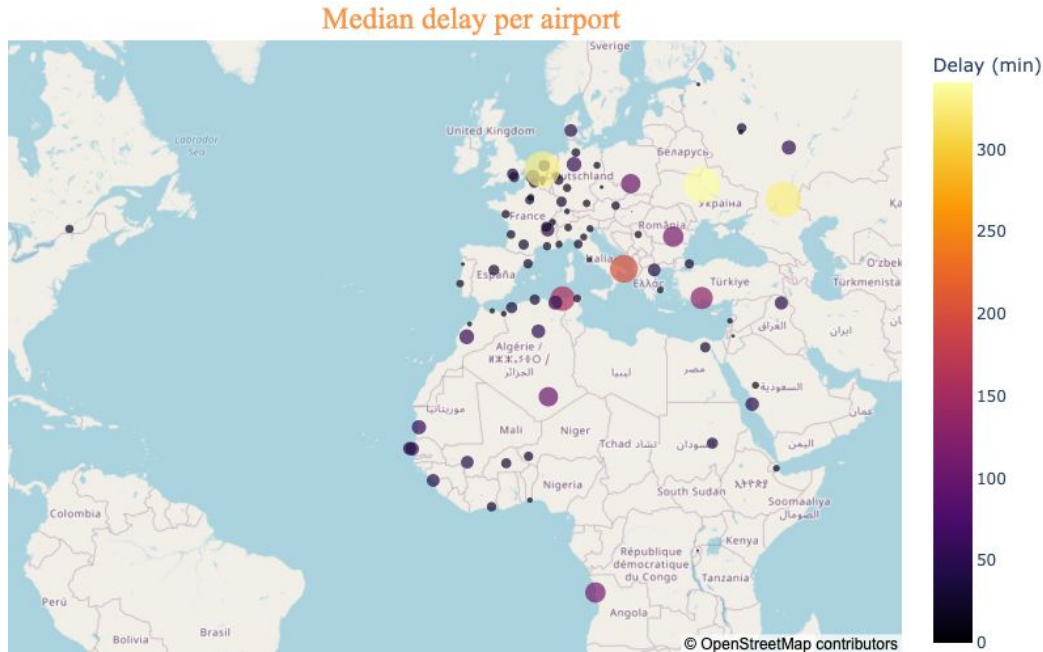 Median delay per airport
Delay (min)
Sverige
Labrador
Sea
United Kingdom
Беларусь
Deutschland
Україна
France
România
Italia
España
Ελλάς
Türkiye
O'zbek
Türkmenista
العراق
ایران
Algérie /
ⵍⵣⵣⴰⵢⴻⵔ /
الجزائر
ليبيا
مصر
السعودية
موريتانيا
عمان
Mali
Niger
Tchad تشاد
السودان
اليمن
Nigeria
South Sudan
Soomaaliya
الصومال
Colombia
Kenya
République
démocratique
du Congo
Tanzania
Perú
Angola
Brasil
Bolivia
© OpenStreetMap contributors
300
250
200
150
100
50
0